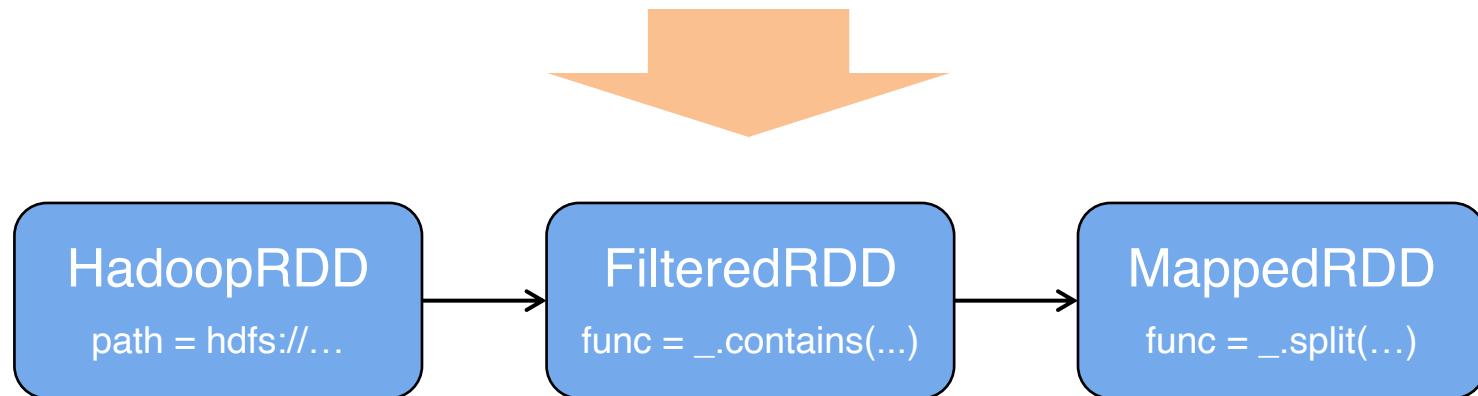 HadoopRDD
path = hdfs://…
FilteredRDD
func = _.contains(...)
MappedRDD
func = _.split(…)